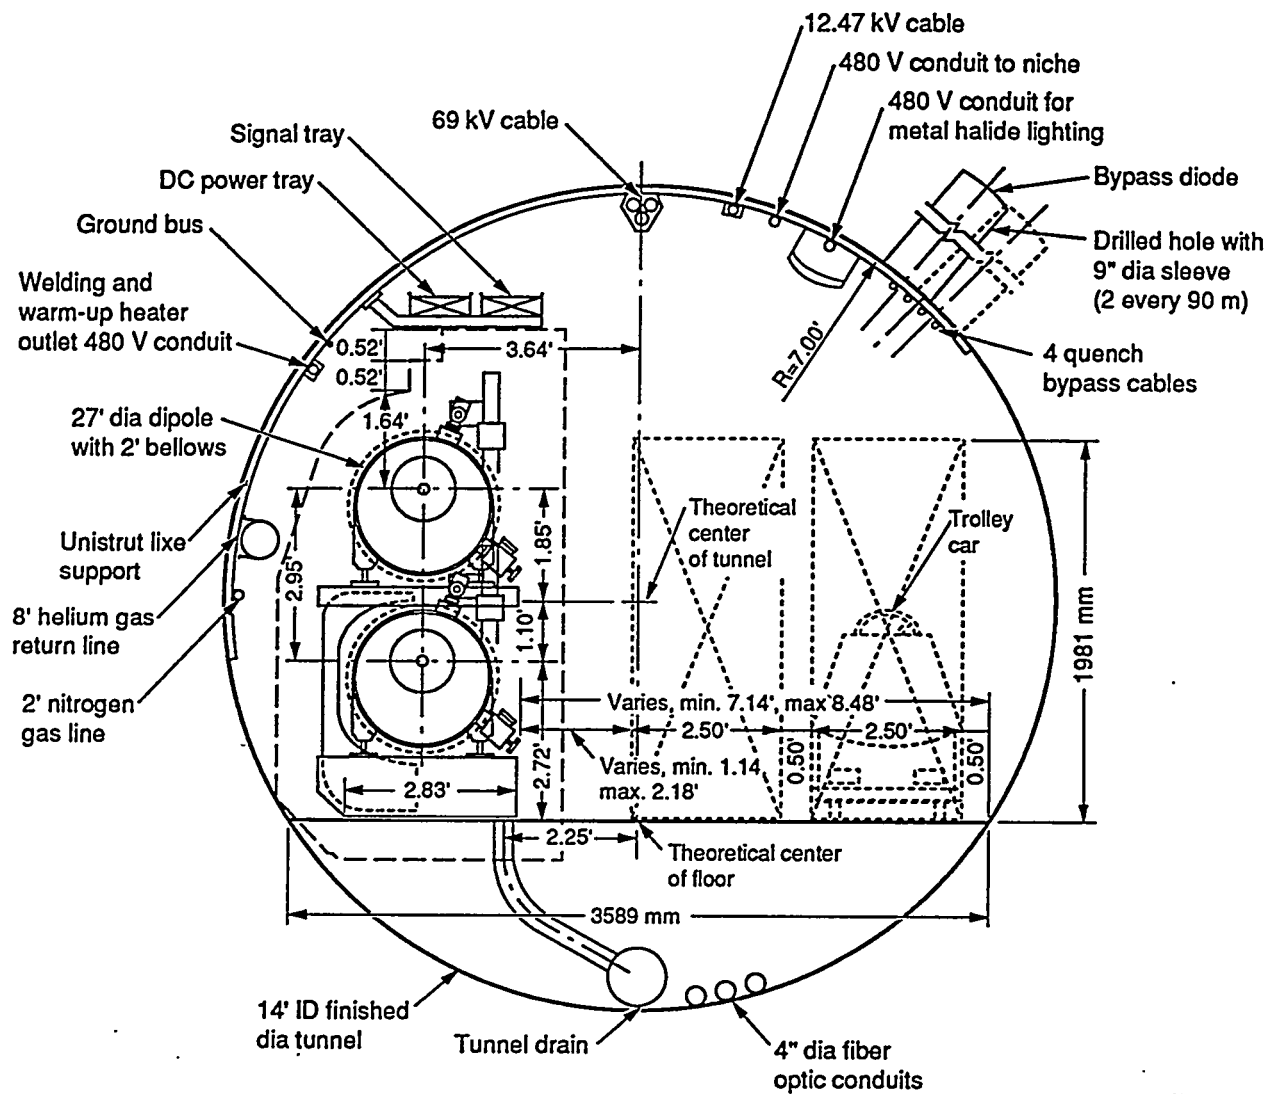 12.47 kV cable
480 V conduit to niche
480 V conduit for
metal halide lighting
69 kV cable
Signal tray
DC power tray
Ground bus
Welding and
warm-up heater
outlet 480 V conduit
Bypass diode
Drilled hole with
9" dia sleeve
(2 every 90 m)
4 quench
bypass cables
R=7.00'
0.52'
3.64'
0.52'
1.64'
27' dia dipole
with 2' bellows
Unistrut lixe
support
8' helium gas
return line
2' nitrogen
gas line
2.95'
1.85'
1.10'
2.72'
Theoretical
center
of tunnel
Trolley
car
1981 mm
Varies, min. 7.14', max 8.48'
2.50'
2.50'
0.50'
0.50'
Varies, min. 1.14,
max. 2.18'
2.83'
2.25'
Theoretical center
of floor
3589 mm
14' ID finished
dia tunnel
Tunnel drain
4" dia fiber
optic conduits